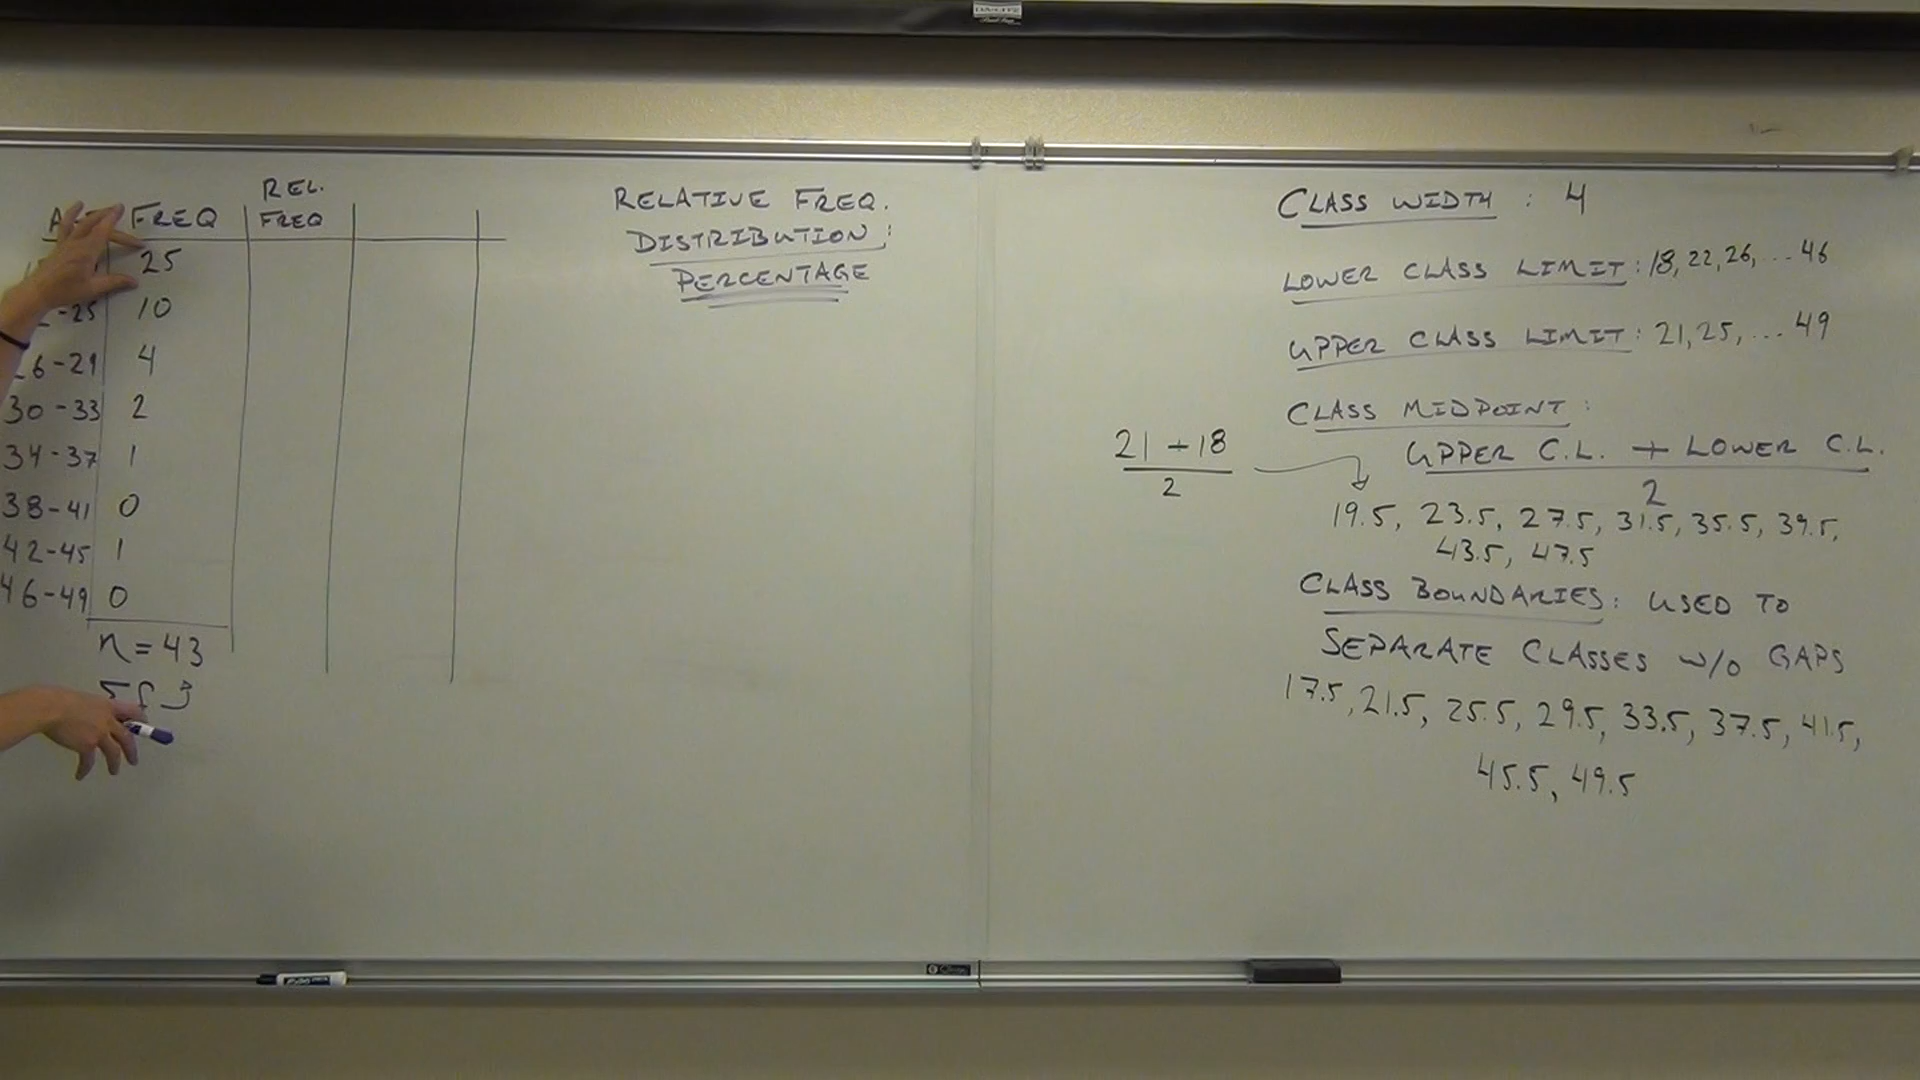 REL.
FREQ FREQ
25
-25 10
6-29 4
30-33 2
34-37 1
38-41 0
42-45 1
46-49 0
n=43
RELATIVE FREQ.
DISTRIBUTION:
PERCENTAGE
CLASS WIDTH : 4
LOWER CLASS LIMIT: 18, 22, 26, ... 46
UPPER CLASS LIMIT: 21, 25, ... 49
CLASS MIDPOINT:
UPPER C.L. + LOWER C.L.
2
21+18
2
19.5, 23.5, 27.5, 31.5, 35.5, 39.5,
43.5, 47.5
CLASS BOUNDARIES: USED TO
SEPARATE CLASSES W/O GAPS
17.5, 21.5, 25.5, 29.5, 33.5, 37.5, 41.5,
45.5, 49.5